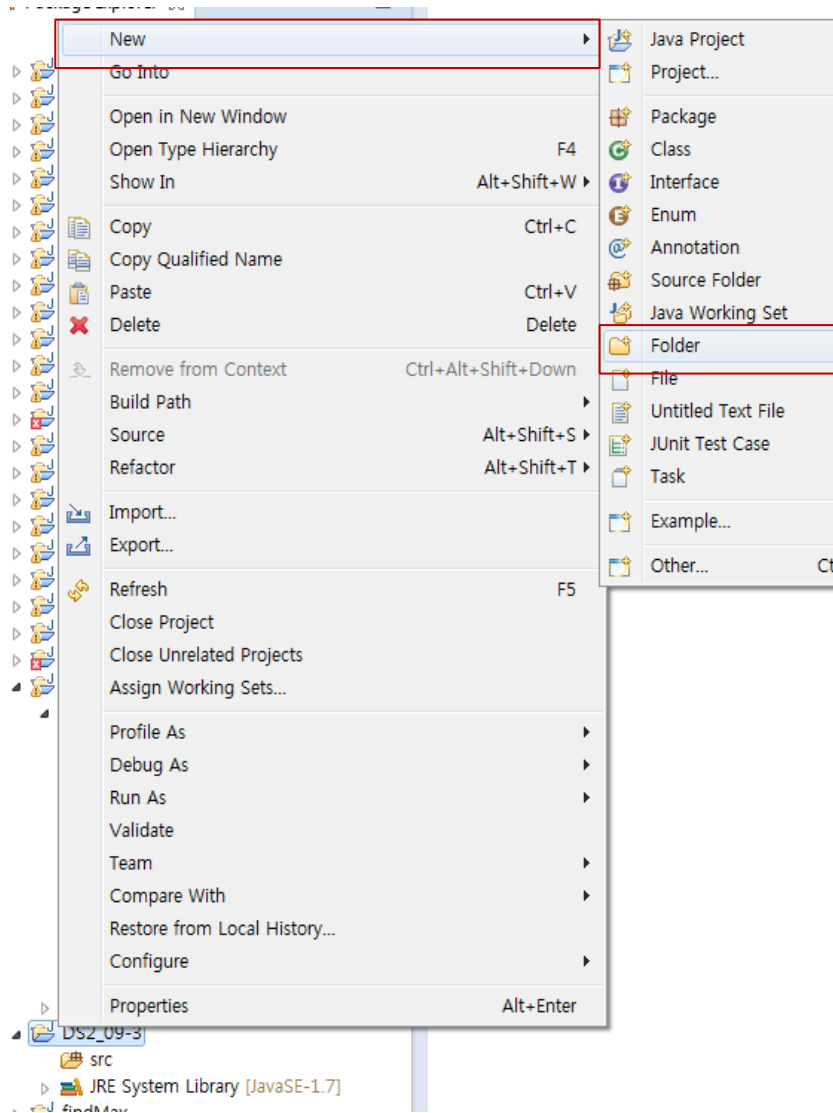 Package Explorer
New
Go Into
Open in New Window
Open Type Hierarchy F4
Show In Alt+Shift+W
Copy Ctrl+C
Copy Qualified Name
Paste Ctrl+V
Delete Delete
Remove from Context Ctrl+Alt+Shift+Down
Build Path
Source Alt+Shift+S
Refactor Alt+Shift+T
Import...
Export...
Refresh F5
Close Project
Close Unrelated Projects
Assign Working Sets...
Profile As
Debug As
Run As
Validate
Team
Compare With
Restore from Local History...
Configure
Properties Alt+Enter
Java Project
Project...
Package
Class
Interface
Enum
Annotation
Source Folder
Java Working Set
Folder
File
Untitled Text File
JUnit Test Case
Task
Example...
Other... Ct
DS2_09-3
src
JRE System Library [JavaSE-1.7]
findMax